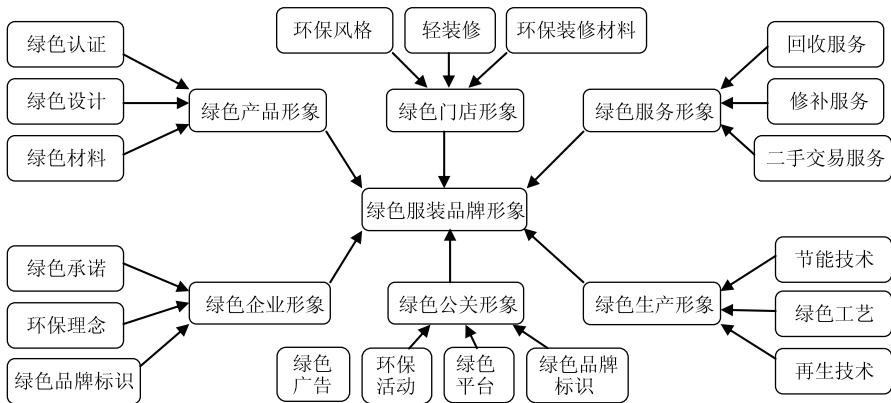 环保风格
轻装修
环保装修材料
绿色认证
回收服务
绿色设计
绿色产品形象
绿色门店形象
绿色服务形象
修补服务
绿色材料
二手交易服务
绿色服装品牌形象
绿色承诺
节能技术
绿色企业形象
绿色公关形象
绿色生产形象
环保理念
绿色工艺
绿色品牌标识
绿色
广告
环保
活动
绿色
平台
绿色品牌
标识
再生技术